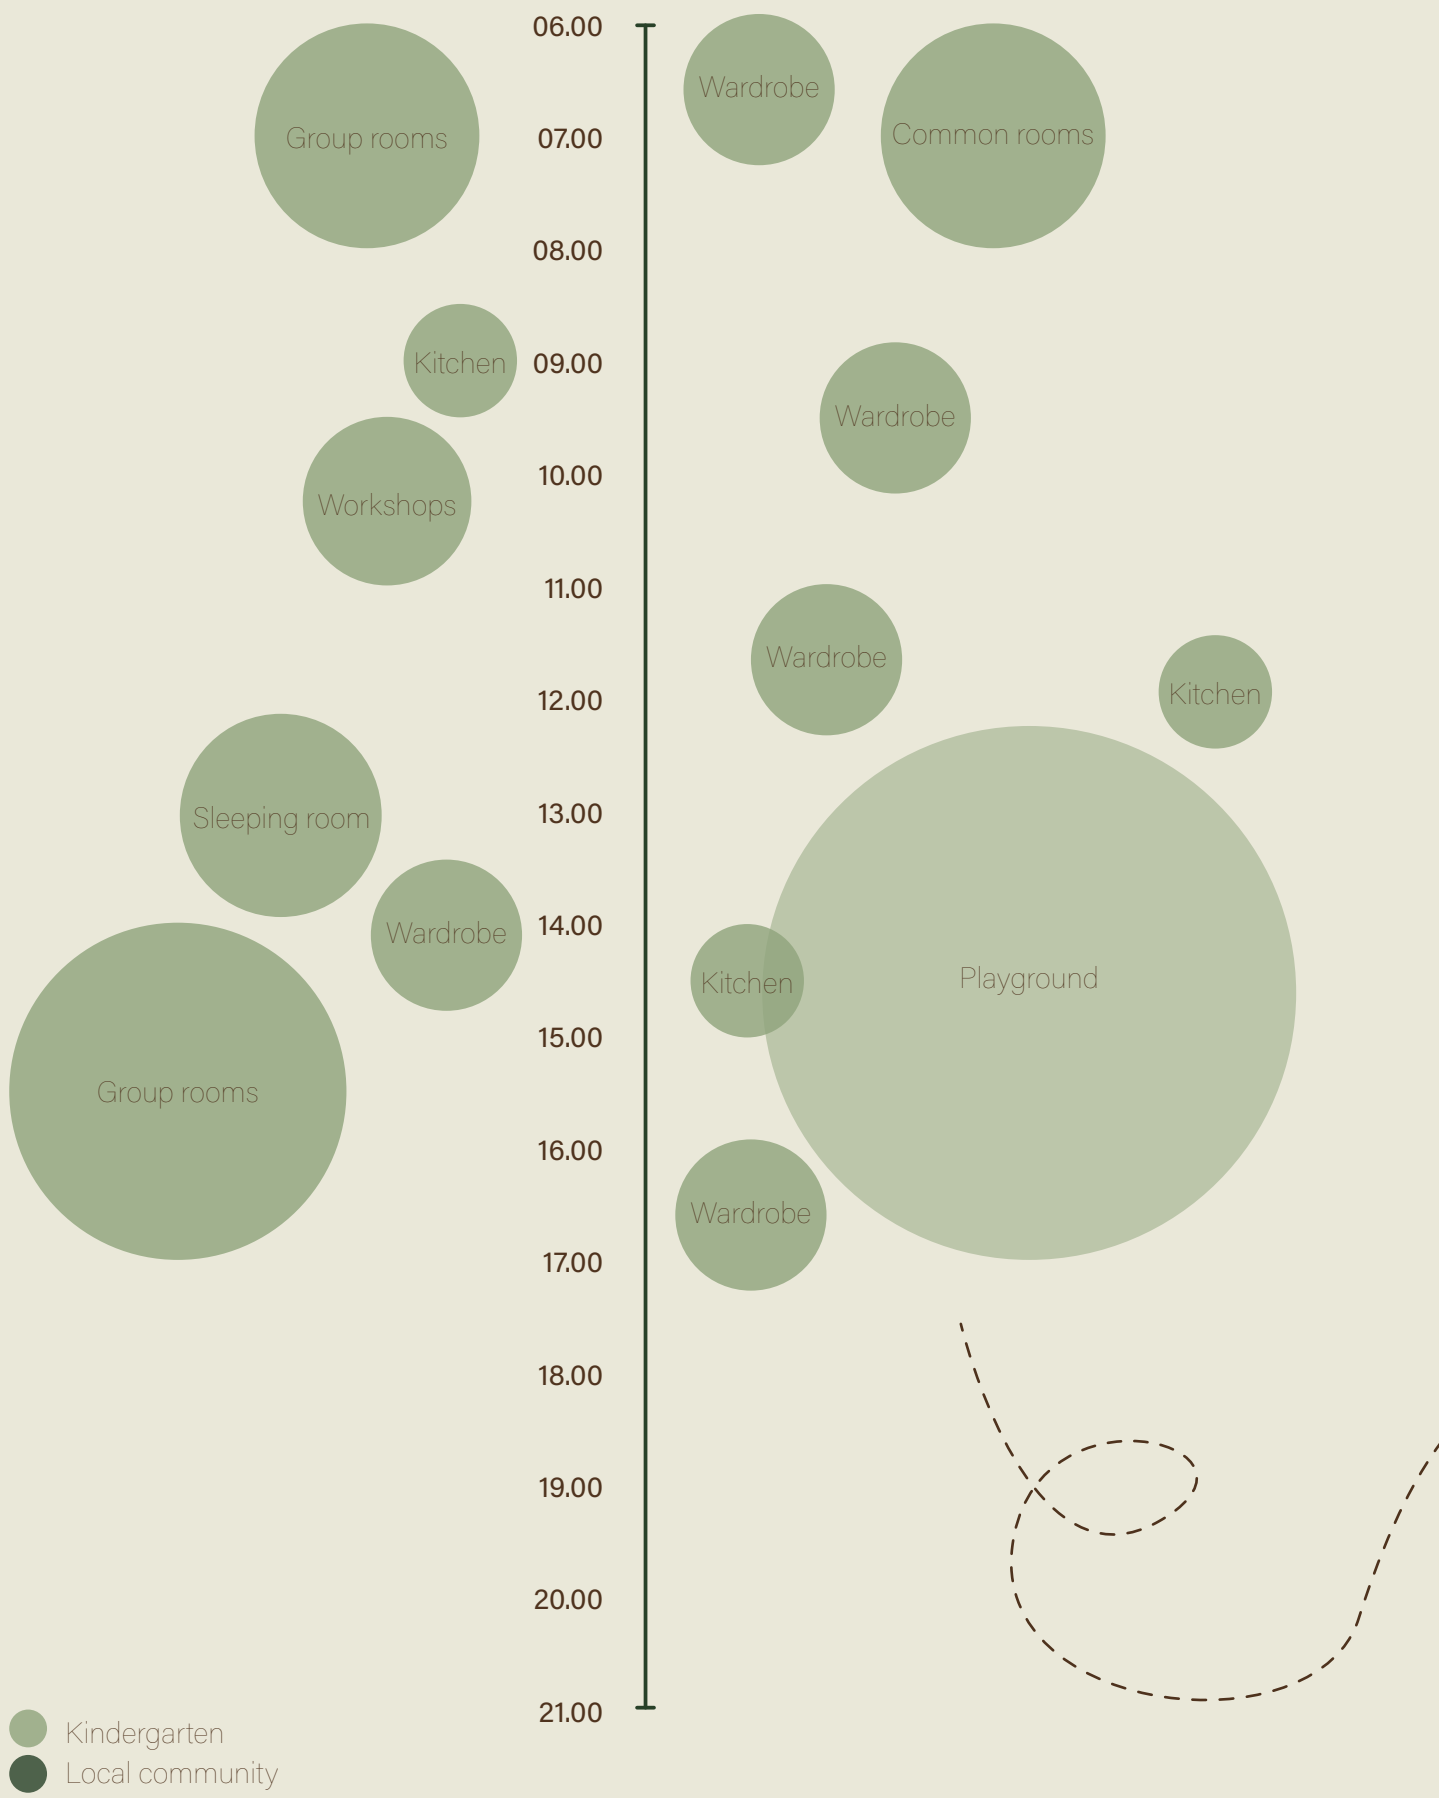 06.00
Wardrobe
Common rooms
Group rooms
07.00
08.00
Kitchen
09.00
Wardrobe
10.00
Workshops
11.00
Wardrobe
Kitchen
12.00
13.00
Sleeping room
14.00
Wardrobe
Playground
Kitchen
15.00
Group rooms
16.00
Wardrobe
17.00
18.00
19.00
20.00
21.00
Kindergarten
Local community